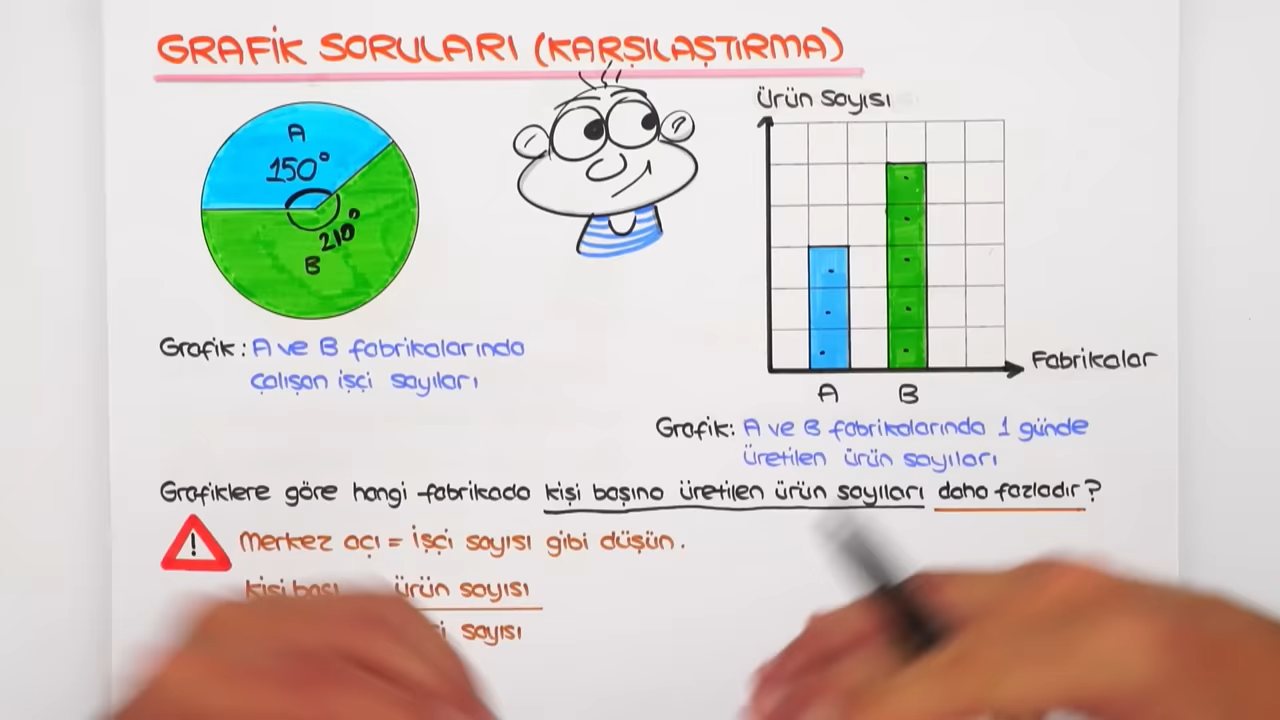 GRAFİK SORULARI (KARŞILAŞTIRMA)
A
150°
210°
B
Grafik: A ve B fabrikalarında
çalışan işçi sayıları
Ürün Sayısı
Fabrikalar
A B
Grafik: A ve B fabrikalarında 1 günde
üretilen ürün sayıları
Grafiklere göre hangi fabrikada kişi başına üretilen ürün sayıları daha fazladır?
! Merkez açı = İşçi sayısı gibi düşün.
kişi başı ürün sayısı
sayısı